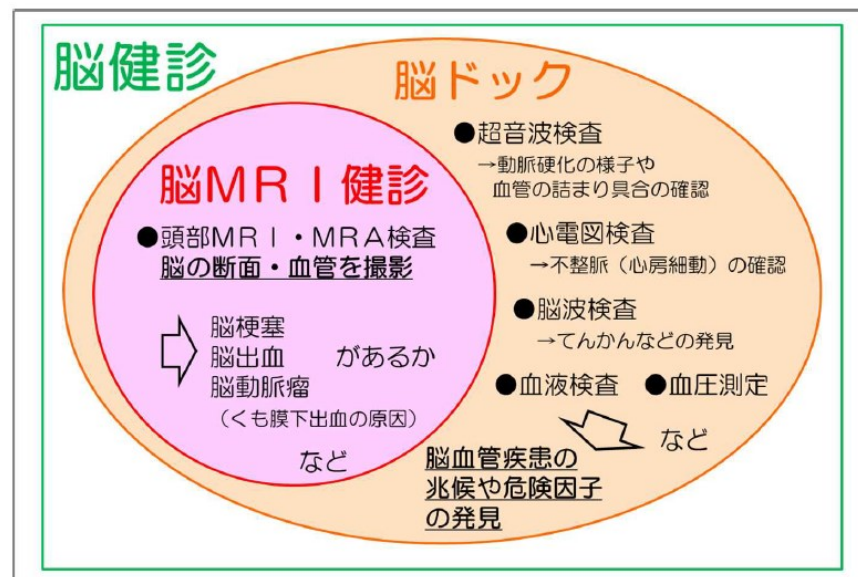 脳健診
脳ドック
脳MRI健診
●頭部MRI・MRA検査
脳の断面・血管を撮影
脳梗塞
脳出血 があるか
脳動脈瘤
（くも膜下出血の原因）
など
●超音波検査
→動脈硬化の様子や
血管の詰まり具合の確認
●心電図検査
→不整脈（心房細動）の確認
●脳波検査
→てんかんなどの発見
●血液検査 ●血圧測定
など
脳血管疾患の
兆候や危険因子
の発見